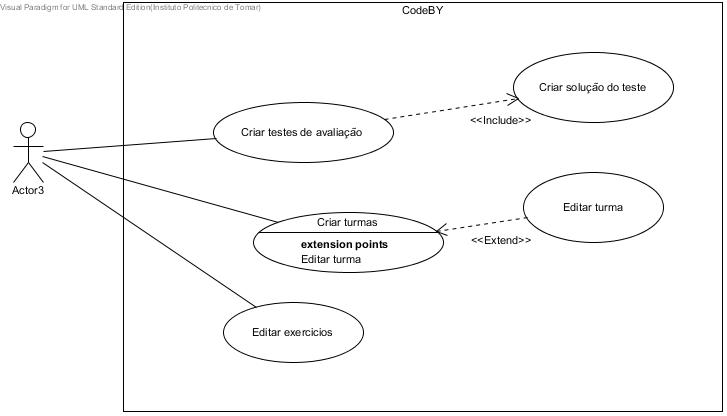 Visual Paradigm for UML Standard Edition(Instituto Politecnico de Tomar)
CodeBY
Criar solução do teste
<<Include>>
Criar testes de avaliação
Actor3
Editar turma
<<Extend>>
Criar turmas
extension points
Editar turma
Editar exercicios